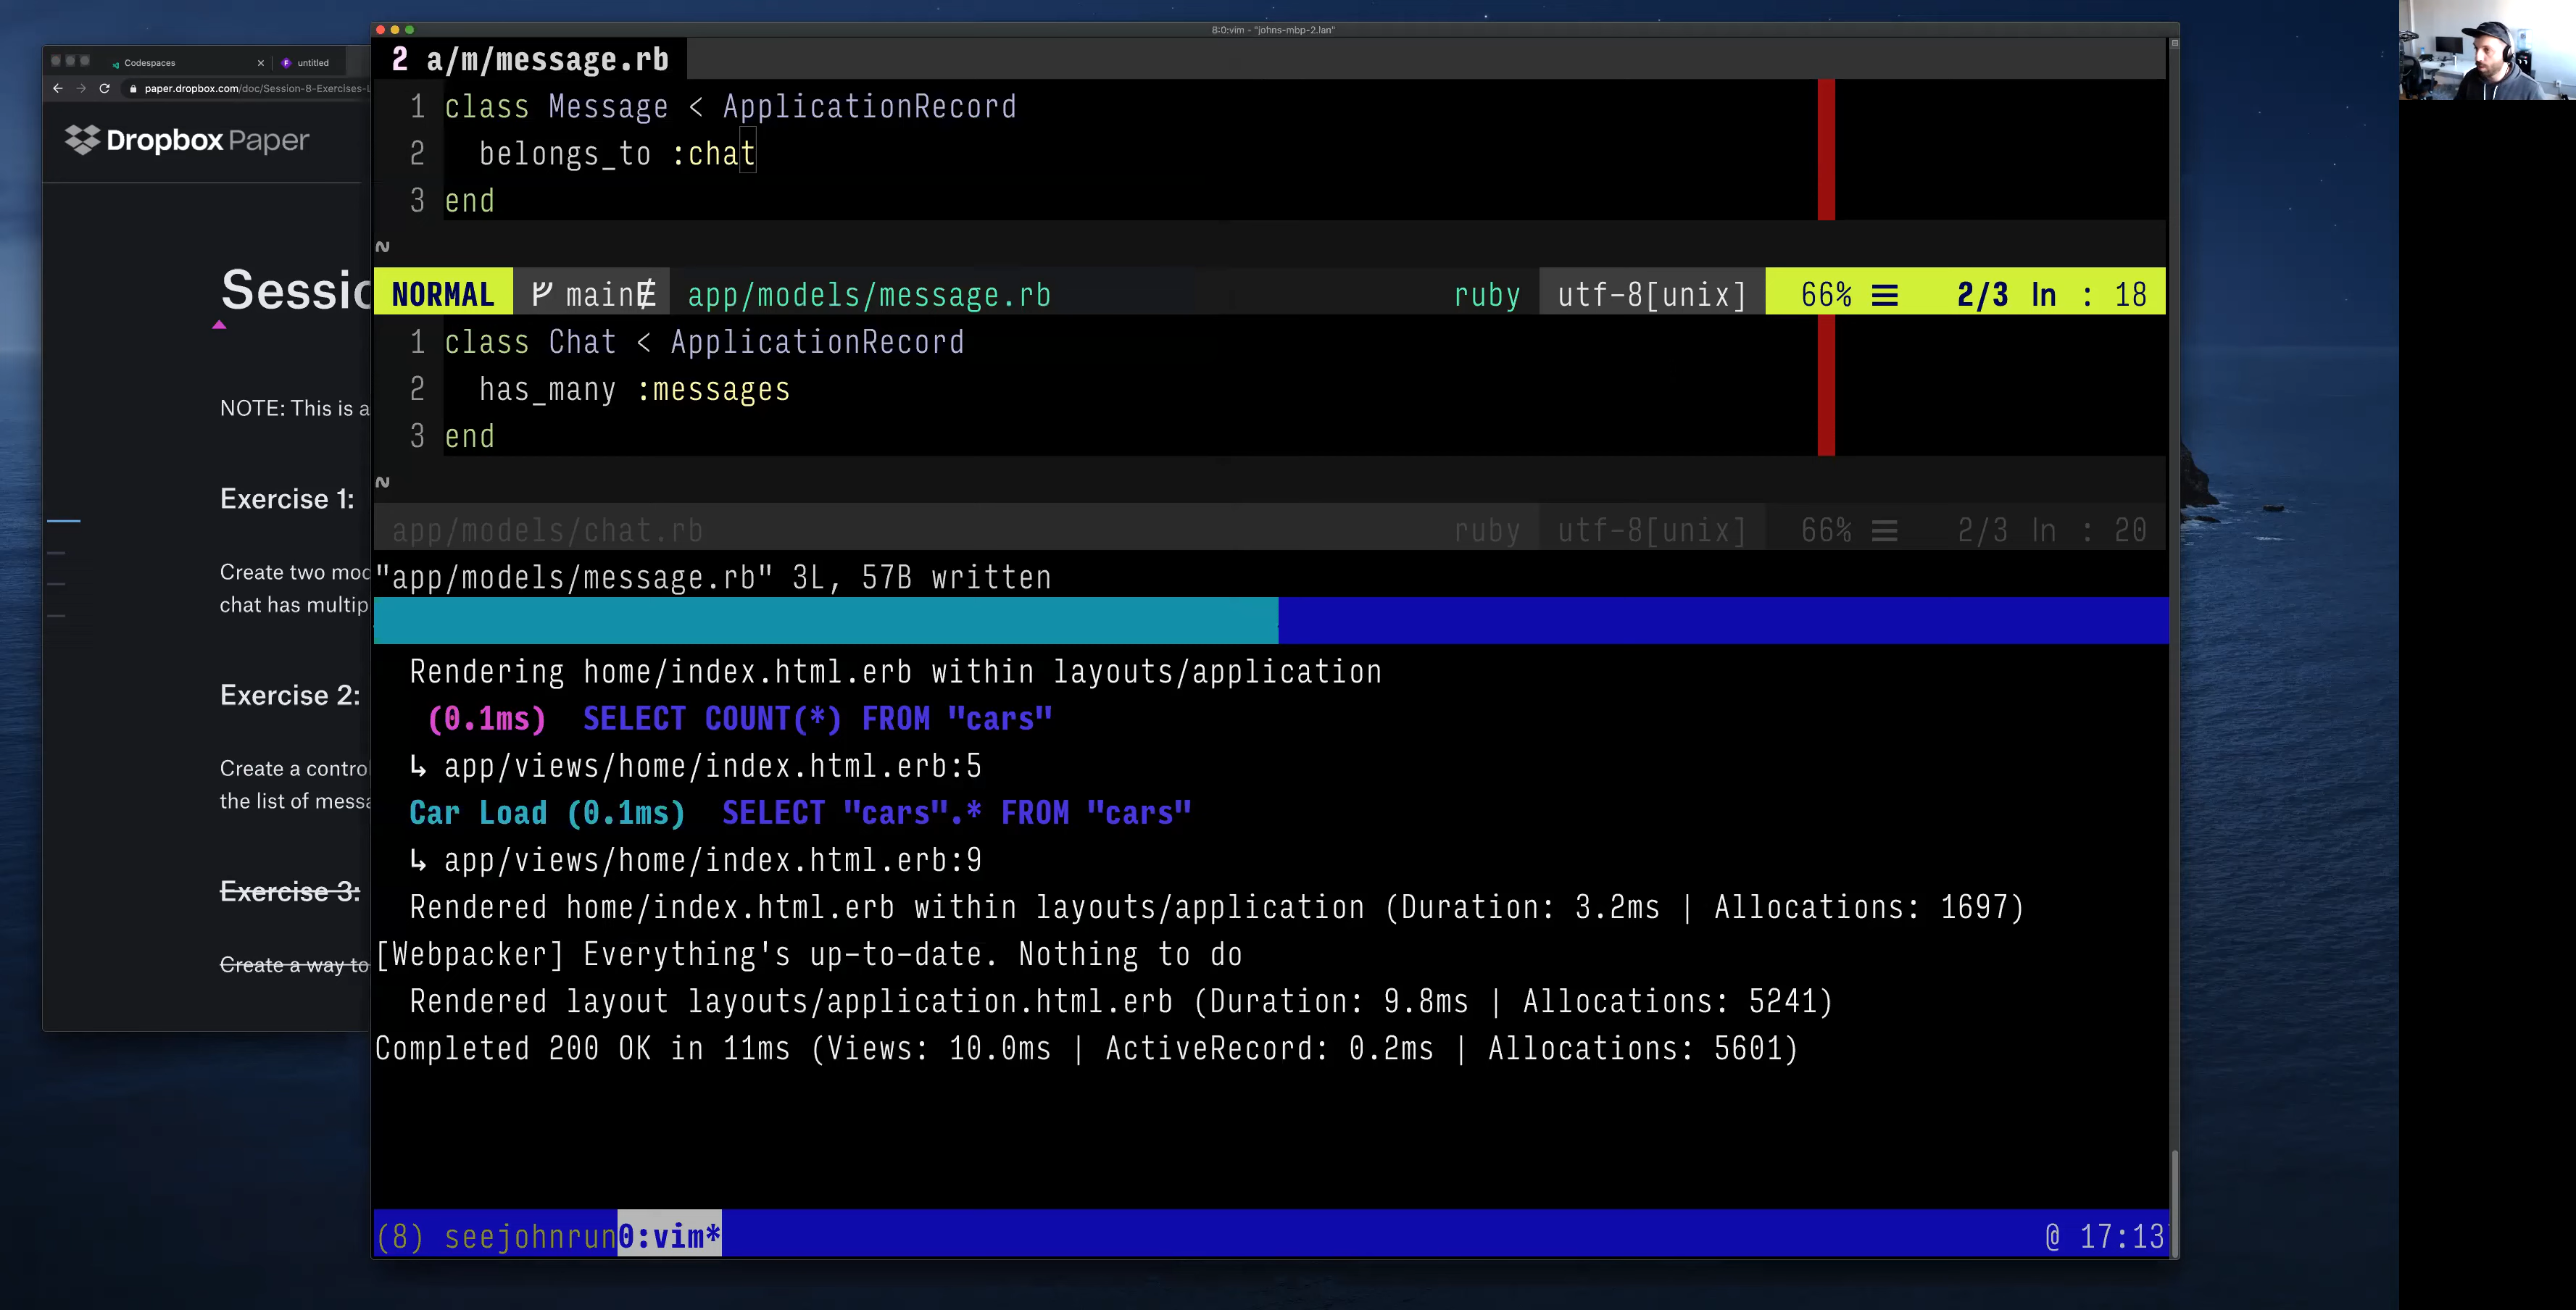 8:0:vim - "johns-mbp-2.lan"
Codespaces
untitled
paper.dropbox.com/doc/Session-8-Exercises-L
Dropbox Paper
Sessio
NOTE: This is a
Exercise 1:
Create two mod
chat has multip
Exercise 2:
Create a control
the list of messa
Exercise 3:
Create a way to
2 a/m/message.rb
1 class Message < ApplicationRecord
2 belongs_to :chat
3 end
~
NORMAL main app/models/message.rb ruby utf-8[unix] 66% ☰ 2/3 ln : 18
1 class Chat < ApplicationRecord
2 has_many :messages
3 end
~
app/models/chat.rb ruby utf-8[unix] 66% ☰ 2/3 ln : 20
"app/models/message.rb" 3L, 57B written
Rendering home/index.html.erb within layouts/application
(0.1ms) SELECT COUNT(*) FROM "cars"
↳ app/views/home/index.html.erb:5
Car Load (0.1ms) SELECT "cars".* FROM "cars"
↳ app/views/home/index.html.erb:9
Rendered home/index.html.erb within layouts/application (Duration: 3.2ms | Allocations: 1697)
[Webpacker] Everything's up-to-date. Nothing to do
Rendered layout layouts/application.html.erb (Duration: 9.8ms | Allocations: 5241)
Completed 200 OK in 11ms (Views: 10.0ms | ActiveRecord: 0.2ms | Allocations: 5601)
(8) seejohnrun0:vim* @ 17:13